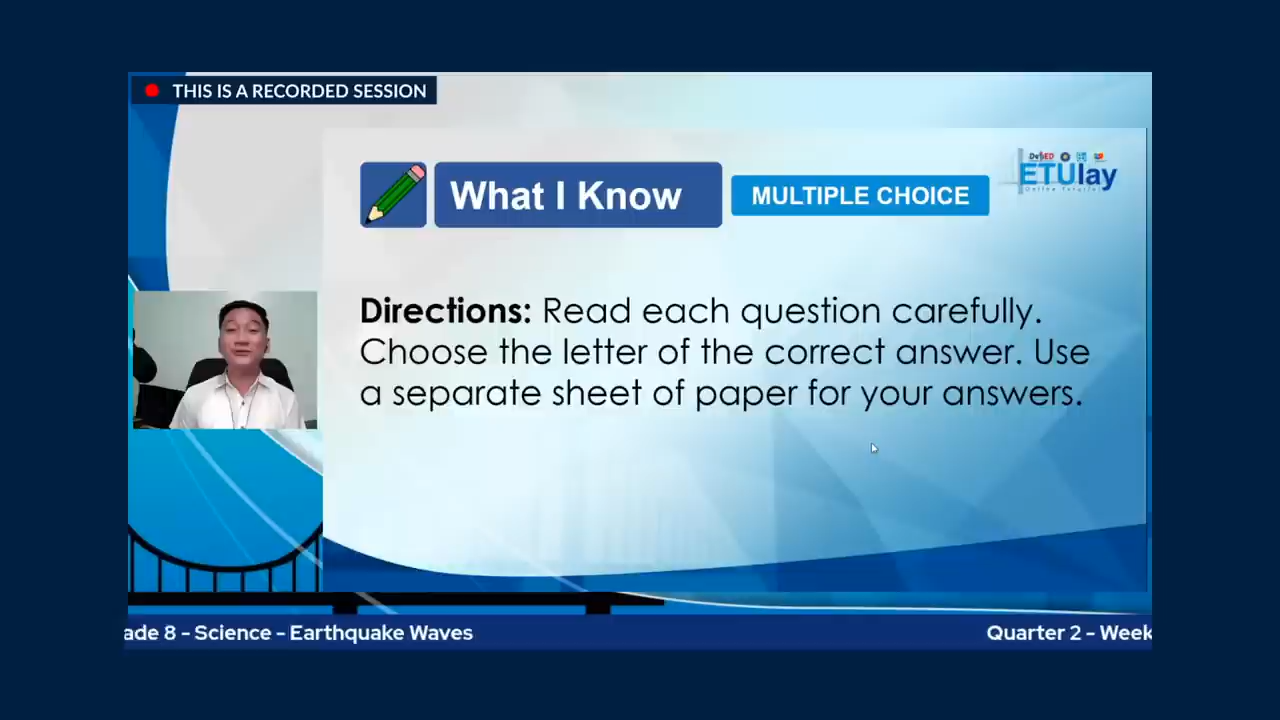 THIS IS A RECORDED SESSION
What I Know
MULTIPLE CHOICE
DepED
ETUlay
Directions: Read each question carefully.
Choose the letter of the correct answer. Use
a separate sheet of paper for your answers.
ade 8 - Science - Earthquake Waves
Quarter 2 - Week